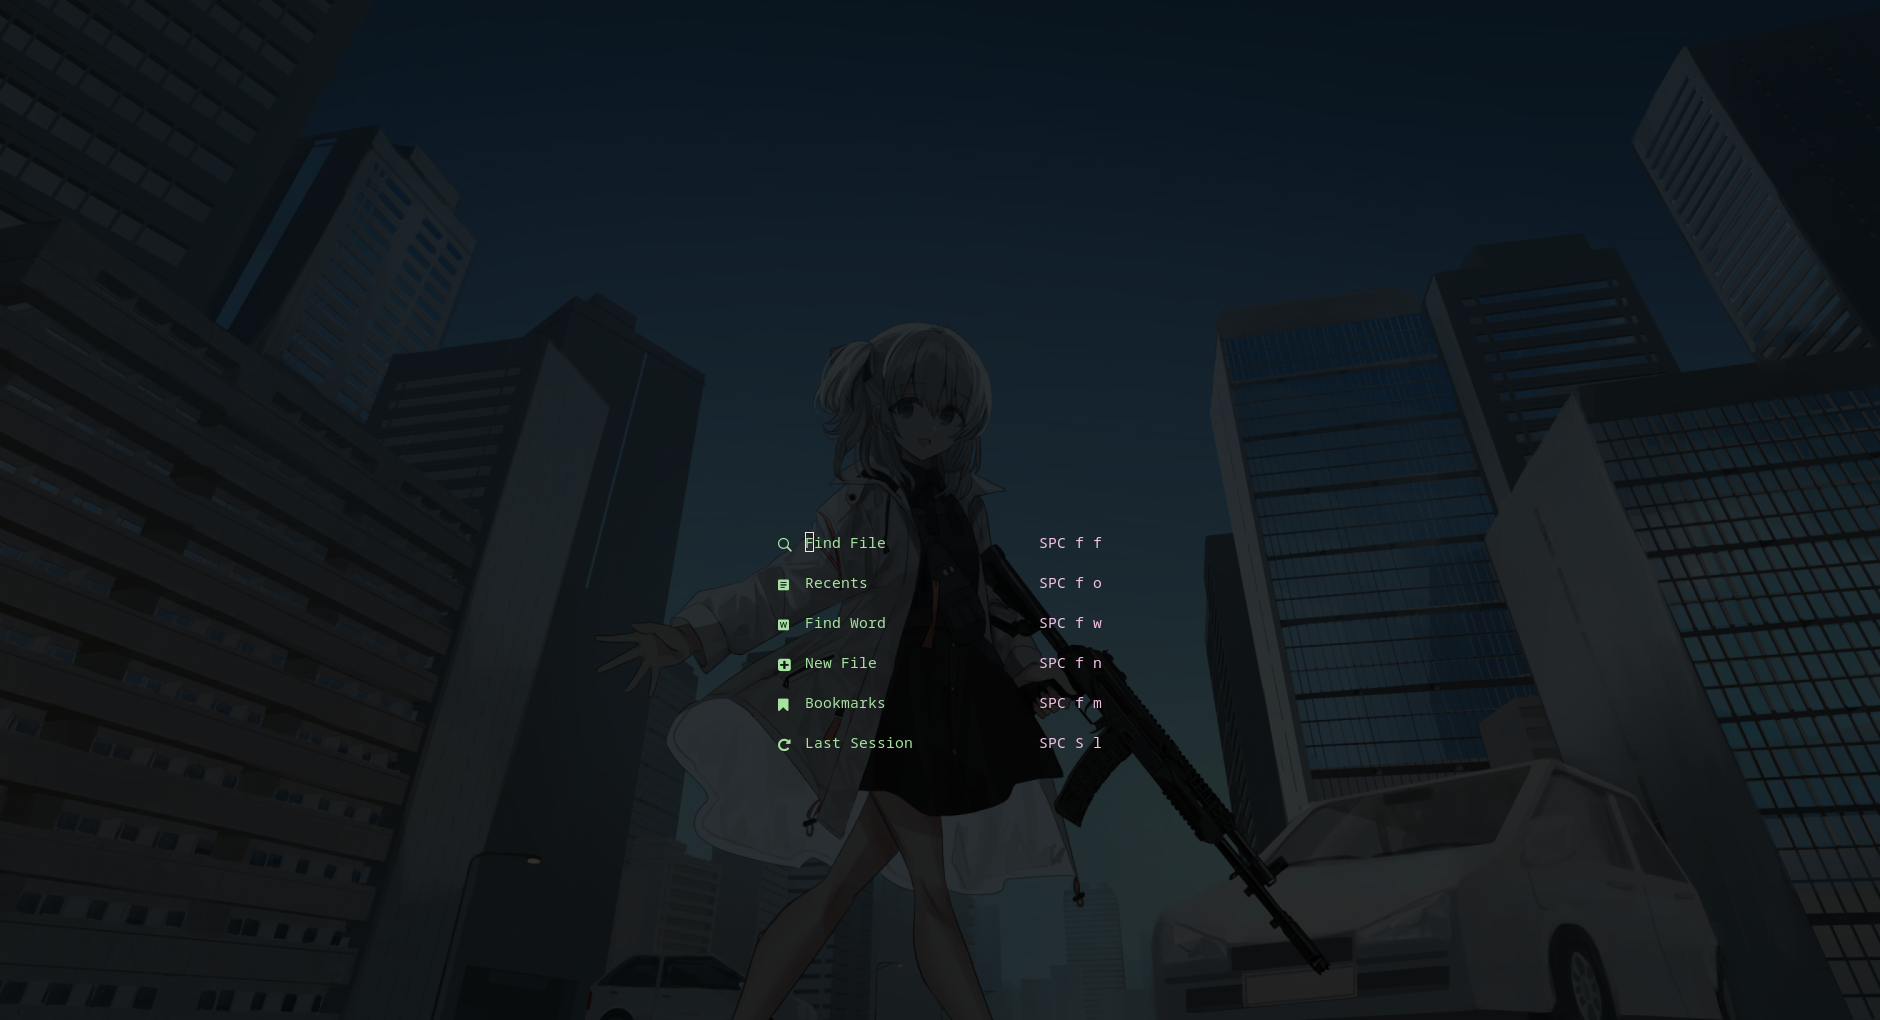 Find File SPC f f
Recents SPC f o
Find Word SPC f w
New File SPC f n
Bookmarks SPC f m
Last Session SPC S l